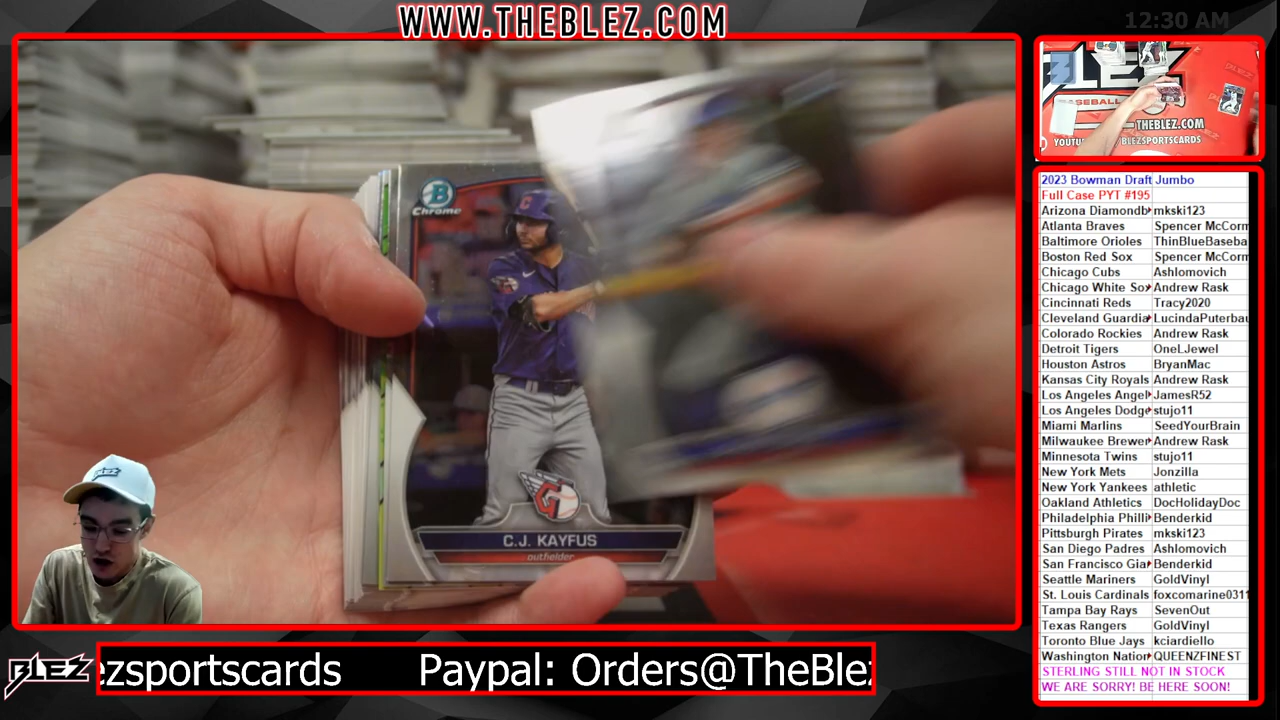 WWW.THEBLEZ.COM
12:30 AM
B
Chrome
C
C.J. KAYFUS
outfielder
BASEBALL
THEBLEZ.COM
BLEZSPORTSCARDS
2023 Bowman Draft Jumbo
Full Case PYT #195
Arizona Diamondb mkski123
Atlanta Braves Spencer McCorm
Baltimore Orioles ThinBlueBaseba
Boston Red Sox Spencer McCorm
Chicago Cubs Ashlomovich
Chicago White Sox Andrew Rask
Cincinnati Reds Tracy2020
Cleveland Guardia LucindaPuterbau
Colorado Rockies Andrew Rask
Detroit Tigers OneLJewel
Houston Astros BryanMac
Kansas City Royals Andrew Rask
Los Angeles Angel JamesR52
Los Angeles Dodge stujo11
Miami Marlins SeedYourBrain
Milwaukee Brewer Andrew Rask
Minnesota Twins stujo11
New York Mets Jonzilla
New York Yankees athletic
Oakland Athletics DocHolidayDoc
Philadelphia Philli Benderkid
Pittsburgh Pirates mkski123
San Diego Padres Ashlomovich
San Francisco Gia Benderkid
Seattle Mariners GoldVinyl
St. Louis Cardinals foxcomarine0311
Tampa Bay Rays SevenOut
Texas Rangers GoldVinyl
Toronto Blue Jays kciardiello
Washington Nation QUEENZFINEST
STERLING STILL NOT IN STOCK
WE ARE SORRY! BE HERE SOON!
BLEZ
ezsportscards Paypal: Orders@TheBlez